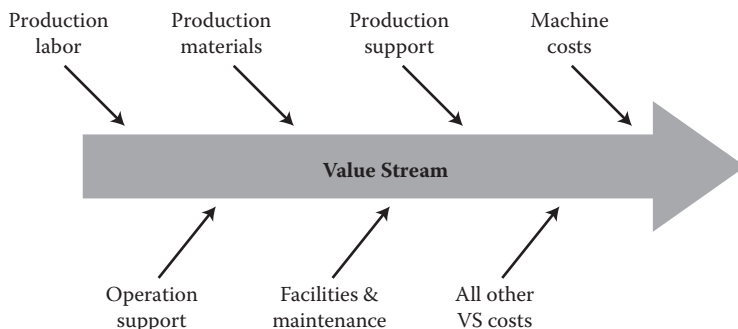 Production
labor
Production
materials
Production
support
Machine
costs
Value Stream
Operation
support
Facilities &
maintenance
All other
VS costs